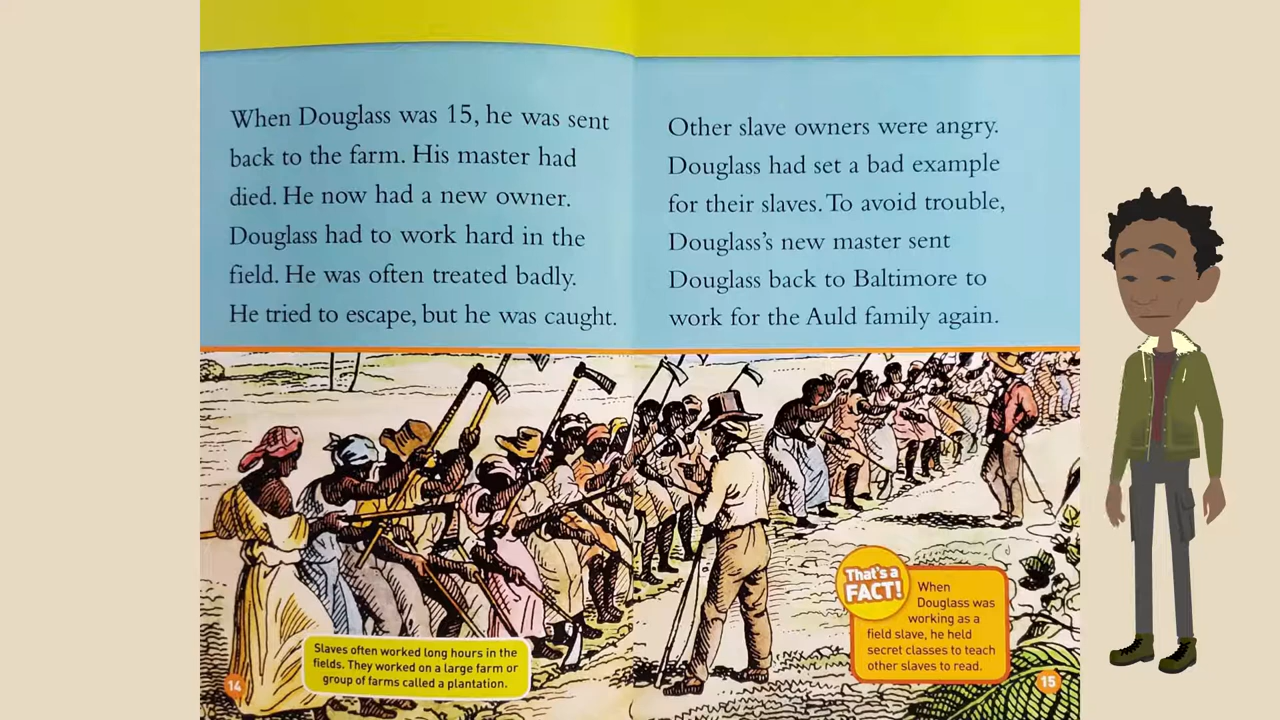 When Douglass was 15, he was sent
back to the farm. His master had
died. He now had a new owner.
Douglass had to work hard in the
field. He was often treated badly.
He tried to escape, but he was caught.
Other slave owners were angry.
Douglass had set a bad example
for their slaves. To avoid trouble,
Douglass's new master sent
Douglass back to Baltimore to
work for the Auld family again.
Slaves often worked long hours in the
fields. They worked on a large farm or
group of farms called a plantation.
14
That's a
FACT!
When
Douglass was
working as a
field slave, he held
secret classes to teach
other slaves to read.
15